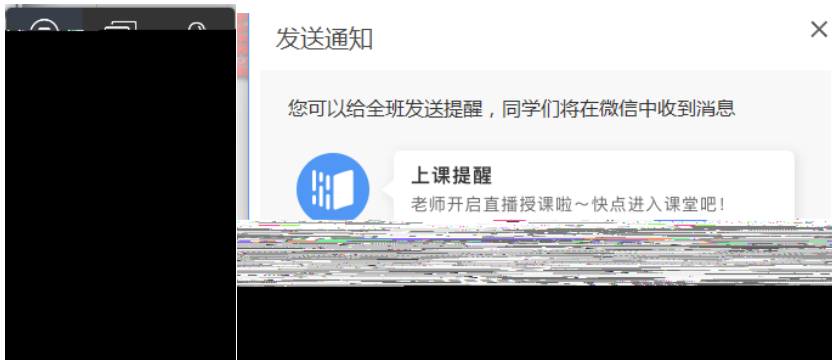 发送通知
您可以给全班发送提醒，同学们将在微信中收到消息
上课提醒
老师开启直播授课啦～快点进入课堂吧！